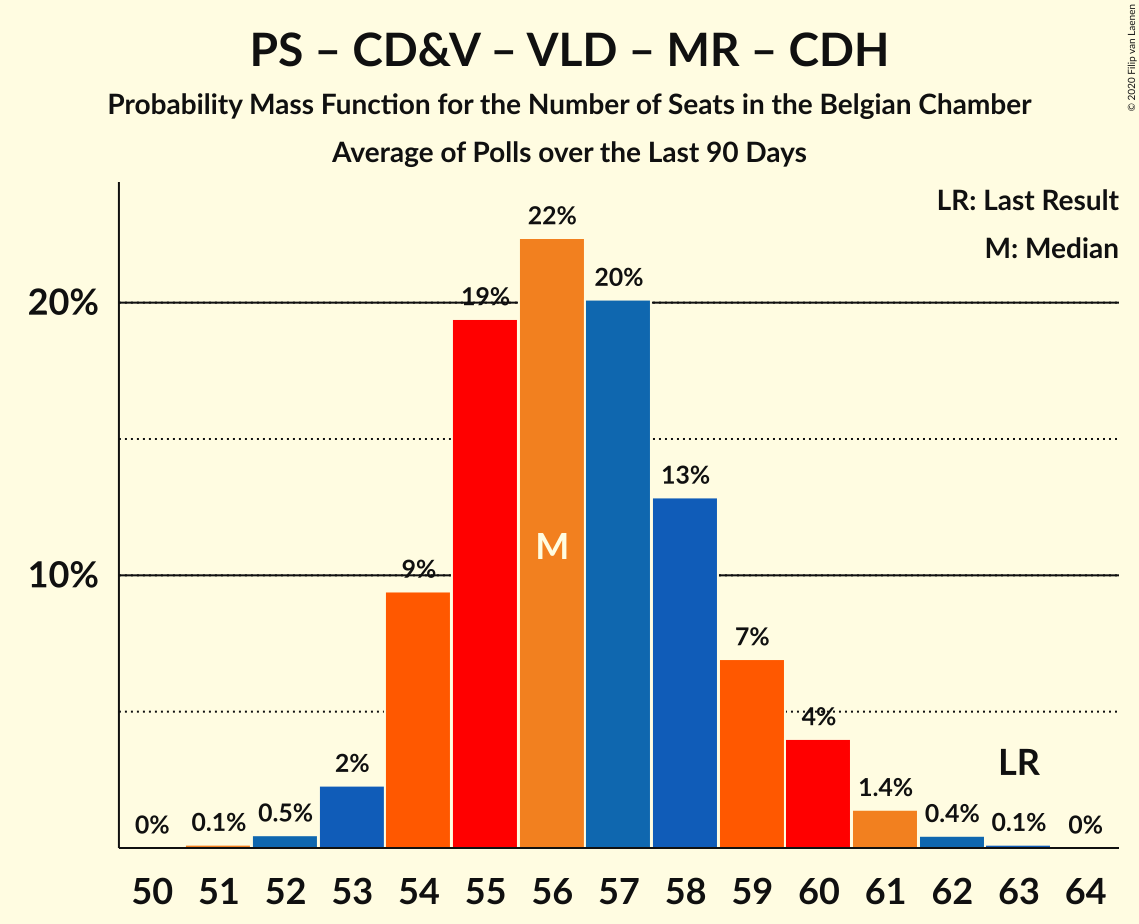 PS – CD&V – VLD – MR – CDH
Probability Mass Function for the Number of Seats in the Belgian Chamber
Average of Polls over the Last 90 Days
© 2020 Filip van Laenen
LR: Last Result
M: Median
20%
10%
0%
0.1%
0.5%
2%
9%
19%
22%
20%
13%
7%
4%
1.4%
0.4%
0.1%
0%
M
LR
50 51 52 53 54 55 56 57 58 59 60 61 62 63 64